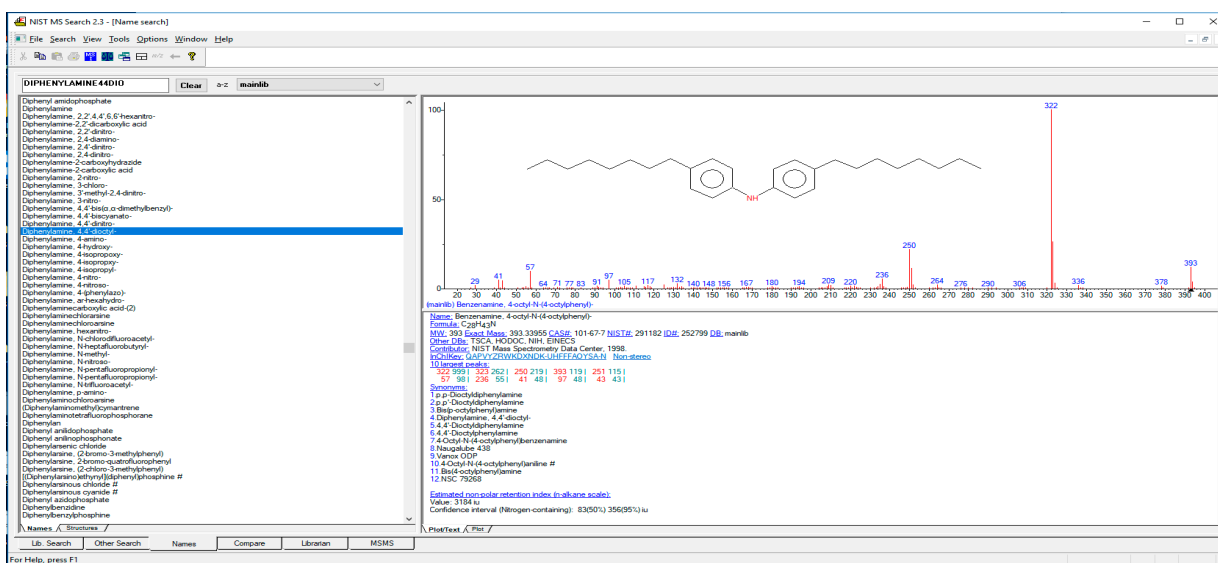 NIST MS Search 2.3 - [Name search]
File Search View Tools Options Window Help
DIPHENYLAMINE44DIO Clear a-z mainlib
Diphenyl amidophosphate
Diphenylamine
Diphenylamine, 2,2',4,4',6,6'-hexanitro-
Diphenylamine-2,2'-dicarboxylic acid
Diphenylamine, 2,2'-dinitro-
Diphenylamine, 2,4-diamino-
Diphenylamine, 2,4'-dinitro-
Diphenylamine, 2,4-dinitro-
Diphenylamine-2-carboxyhydrazide
Diphenylamine-2-carboxylic acid
Diphenylamine, 2-nitro-
Diphenylamine, 3-chloro-
Diphenylamine, 3'-methyl-2,4-dinitro-
Diphenylamine, 3-nitro-
Diphenylamine, 4,4'-bis(α,α-dimethylbenzyl)-
Diphenylamine, 4,4'-biscyanato-
Diphenylamine, 4,4'-dinitro-
Diphenylamine, 4,4'-dioctyl-
Diphenylamine, 4-amino-
Diphenylamine, 4-hydroxy-
Diphenylamine, 4-isopropoxy-
Diphenylamine, 4-isopropxy-
Diphenylamine, 4-isopropyl-
Diphenylamine, 4-nitro-
Diphenylamine, 4-nitroso-
Diphenylamine, 4-(phenylazo)-
Diphenylamine, ar-hexahydro-
Diphenylaminecarboxylic acid-(2)
Diphenylaminechlorarsine
Diphenylaminechloroarsine
Diphenylamine, hexanitro-
Diphenylamine, N-chlorodifluoroacetyl-
Diphenylamine, N-heptafluorobutyryl-
Diphenylamine, N-methyl-
Diphenylamine, N-nitroso-
Diphenylamine, N-pentafluoropropionyl-
Diphenylamine, N-pentafluoropropionyl-
Diphenylamine, N-trifluoroacetyl-
Diphenylamine, p-amino-
Diphenylaminochloroarsine
(Diphenylaminomethyl)cymantrene
Diphenylaminotetrafluorophosphorane
Diphenylan
Diphenyl anilidophosphate
Diphenyl anilinophosphonate
Diphenylarsenic chloride
Diphenylarsine, (2-bromo-3-methylphenyl)
Diphenylarsine, 2-bromo-quatrofluorophenyl
Diphenylarsine, (2-chloro-3-methylphenyl)
[(Diphenylarsino)ethynyl](diphenyl)phosphine #
Diphenylarsinous chloride #
Diphenylarsinous cyanide #
Diphenyl azidophosphate
Diphenylbenzidine
Diphenylbenzylphosphine
Names Structures
100
50
0
NH
29 41 57 64 71 77 83 91 97 105 117 132 140 148 156 167 180 194 209 220 236 250 264 276 290 306 322 336 378 393
20 30 40 50 60 70 80 90 100 110 120 130 140 150 160 170 180 190 200 210 220 230 240 250 260 270 280 290 300 310 320 330 340 350 360 370 380 390 400
(mainlib) Benzenamine, 4-octyl-N-(4-octylphenyl)-
Name: Benzenamine, 4-octyl-N-(4-octylphenyl)-
Formula: C28H43N
MW: 393 Exact Mass: 393.33955 CAS#: 101-67-7 NIST#: 291182 ID#: 252799 DB: mainlib
Other DBs: TSCA, HODOC, NIH, EINECS
Contributor: NIST Mass Spectrometry Data Center, 1998.
InChIKey: QAPVYZRWKDXNDK-UHFFFAOYSA-N Non-stereo
10 largest peaks:
322 999 | 323 262 | 250 219 | 393 119 | 251 115 |
57 98 | 236 55 | 41 48 | 97 48 | 43 43 |
Synonyms:
1.p,p-Dioctyldiphenylamine
2.p,p'-Dioctyldiphenylamine
3.Bis(p-octylphenyl)amine
4.Diphenylamine, 4,4'-dioctyl-
5.4,4'-Dioctyldiphenylamine
6.4,4'-Dioctylphenylamine
7.4-Octyl-N-(4-octylphenyl)benzenamine
8.Naugalube 438
9.Vanox ODP
10.4-Octyl-N-(4-octylphenyl)aniline #
11.Bis(4-octylphenyl)amine
12.NSC 79268
Estimated non-polar retention index (n-alkane scale):
Value: 3184 iu
Confidence interval (Nitrogen-containing): 83(50%) 356(95%) iu
Plot/Text Plot
Lib. Search Other Search Names Compare Librarian MSMS
For Help, press F1